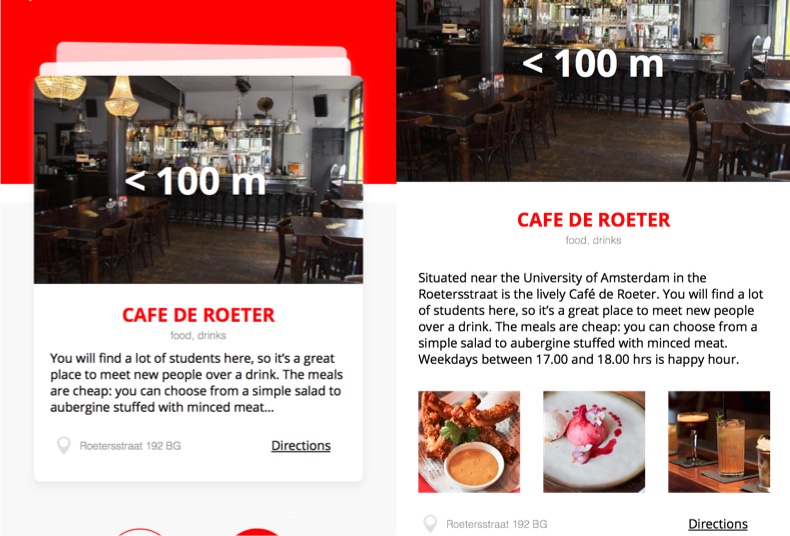 < 100 m
CAFE DE ROETER
food, drinks
You will find a lot of students here, so it’s a great
place to meet new people over a drink. The meals
are cheap: you can choose from a simple salad to
aubergine stuffed with minced meat...
Roetersstraat 192 BG
Directions
< 100 m
CAFE DE ROETER
food, drinks
Situated near the University of Amsterdam in the
Roetersstraat is the lively Café de Roeter. You will find a lot
of students here, so it’s a great place to meet new people
over a drink. The meals are cheap: you can choose from a
simple salad to aubergine stuffed with minced meat.
Weekdays between 17.00 and 18.00 hrs is happy hour.
Roetersstraat 192 BG
Directions